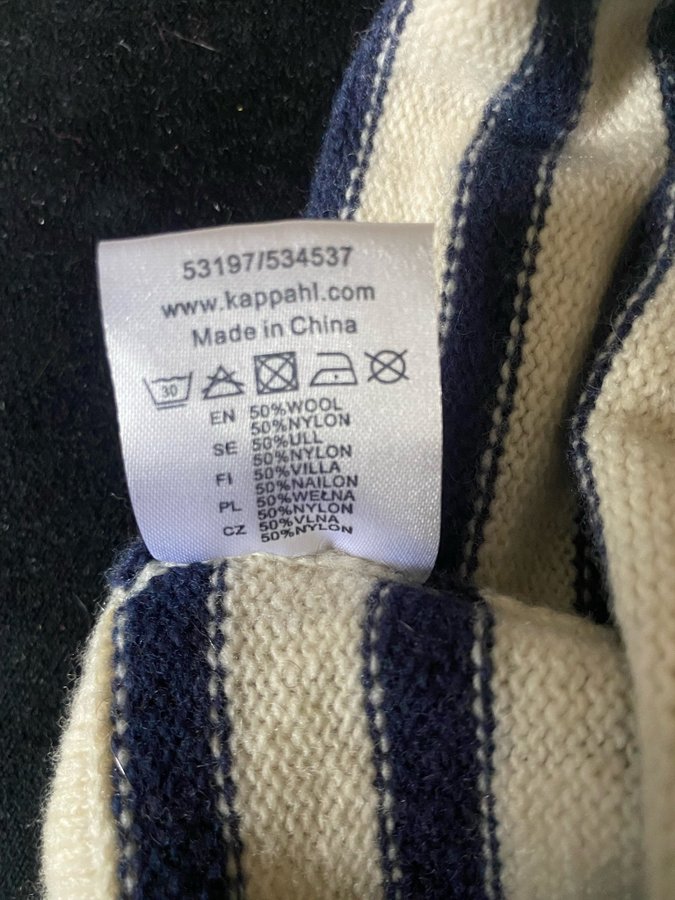 53197/534537
www.kappahl.com
Made in China
30
EN 50%WOOL
50%NYLON
SE 50%ULL
50%NYLON
FI 50%VILLA
50%NAILON
PL 50%WEŁNA
50%NYLON
CZ 50%VLNA
50%NYLON